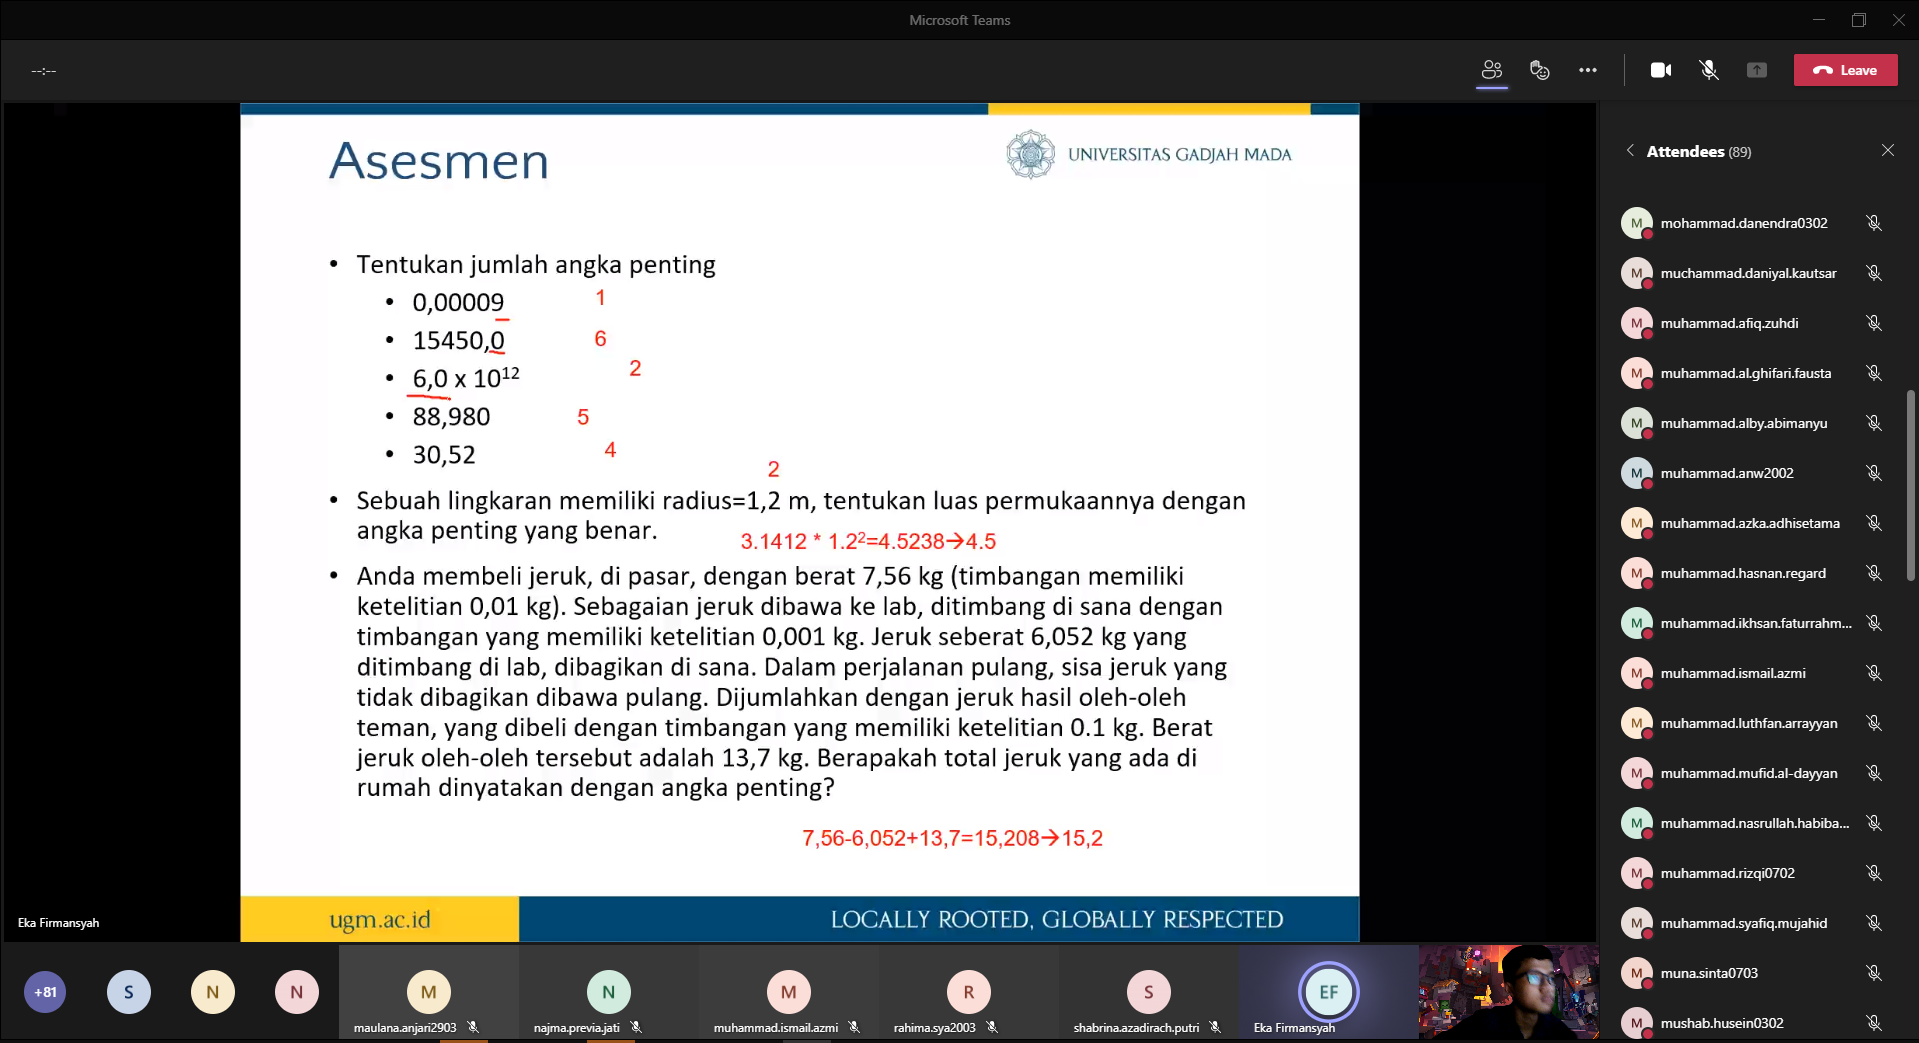 Microsoft Teams
--:--
Leave
Asesmen
UNIVERSITAS GADJAH MADA
• Tentukan jumlah angka penting
• 0,00009 1
• 15450,0 6
• 6,0 x 10¹² 2
• 88,980 5
• 30,52 4
2
• Sebuah lingkaran memiliki radius=1,2 m, tentukan luas permukaannya dengan
angka penting yang benar.
3.1412 * 1.2²=4.5238→4.5
• Anda membeli jeruk, di pasar, dengan berat 7,56 kg (timbangan memiliki
ketelitian 0,01 kg). Sebagaian jeruk dibawa ke lab, ditimbang di sana dengan
timbangan yang memiliki ketelitian 0,001 kg. Jeruk seberat 6,052 kg yang
ditimbang di lab, dibagikan di sana. Dalam perjalanan pulang, sisa jeruk yang
tidak dibagikan dibawa pulang. Dijumlahkan dengan jeruk hasil oleh-oleh
teman, yang dibeli dengan timbangan yang memiliki ketelitian 0.1 kg. Berat
jeruk oleh-oleh tersebut adalah 13,7 kg. Berapakah total jeruk yang ada di
rumah dinyatakan dengan angka penting?
7,56-6,052+13,7=15,208→15,2
ugm.ac.id
LOCALLY ROOTED, GLOBALLY RESPECTED
Eka Firmansyah
Attendees (89)
M mohammad.danendra0302
M muchammad.daniyal.kautsar
M muhammad.afiq.zuhdi
M muhammad.al.ghifari.fausta
M muhammad.alby.abimanyu
M muhammad.anw2002
M muhammad.azka.adhisetama
M muhammad.hasnan.regard
M muhammad.ikhsan.faturrahm...
M muhammad.ismail.azmi
M muhammad.luthfan.arrayyan
M muhammad.mufid.al-dayyan
M muhammad.nasrullah.habiba...
M muhammad.rizqi0702
M muhammad.syafiq.mujahid
M muna.sinta0703
M mushab.husein0302
+81
S
N
N
M
maulana.anjari2903
N
najma.previa.jati
M
muhammad.ismail.azmi
R
rahima.sya2003
S
shabrina.azadirach.putri
EF
Eka Firmansyah